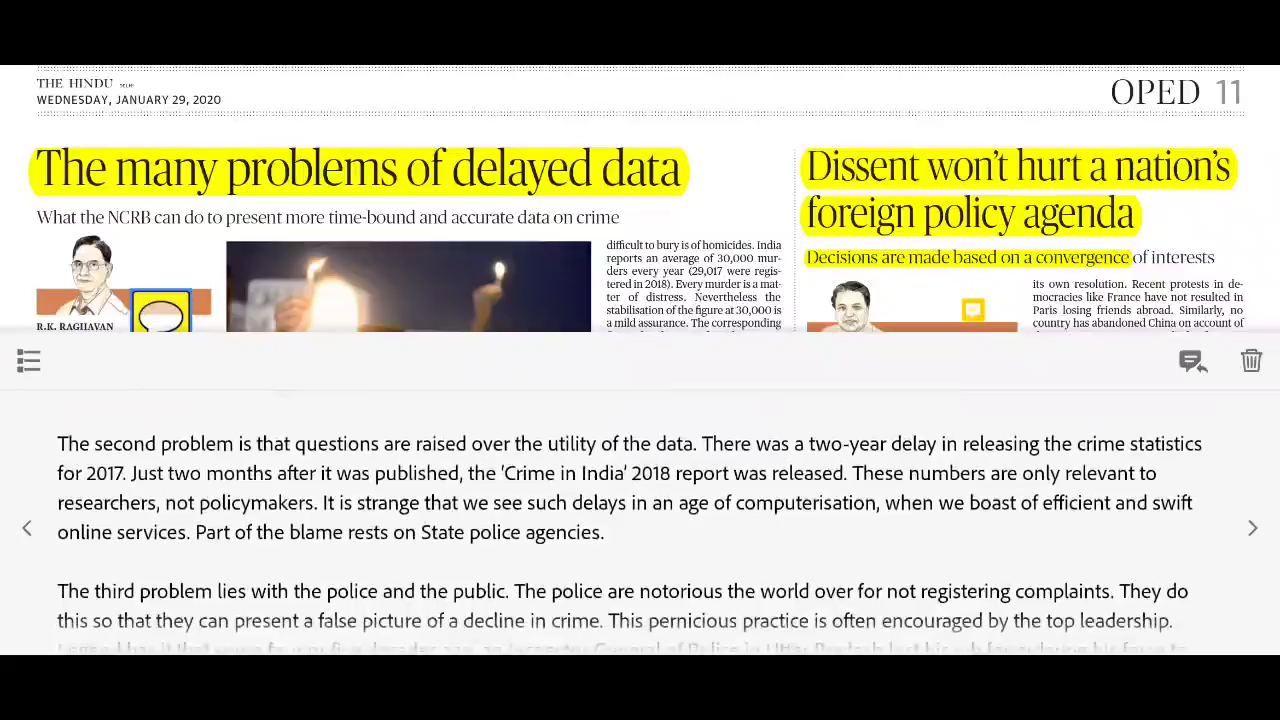 THE HINDU DELHI
WEDNESDAY, JANUARY 29, 2020
OPED 11
The many problems of delayed data
What the NCRB can do to present more time-bound and accurate data on crime
R.K. RAGHAVAN
difficult to bury is of homicides. India
reports an average of 30,000 mur-
ders every year (29,017 were regis-
tered in 2018). Every murder is a mat-
ter of distress. Nevertheless the
stabilisation of the figure at 30,000 is
a mild assurance. The corresponding
Dissent won't hurt a nation's
foreign policy agenda
Decisions are made based on a convergence of interests
its own resolution. Recent protests in de-
mocracies like France have not resulted in
Paris losing friends abroad. Similarly, no
country has abandoned China on account of
The second problem is that questions are raised over the utility of the data. There was a two-year delay in releasing the crime statistics
for 2017. Just two months after it was published, the 'Crime in India' 2018 report was released. These numbers are only relevant to
researchers, not policymakers. It is strange that we see such delays in an age of computerisation, when we boast of efficient and swift
online services. Part of the blame rests on State police agencies.
The third problem lies with the police and the public. The police are notorious the world over for not registering complaints. They do
this so that they can present a false picture of a decline in crime. This pernicious practice is often encouraged by the top leadership.